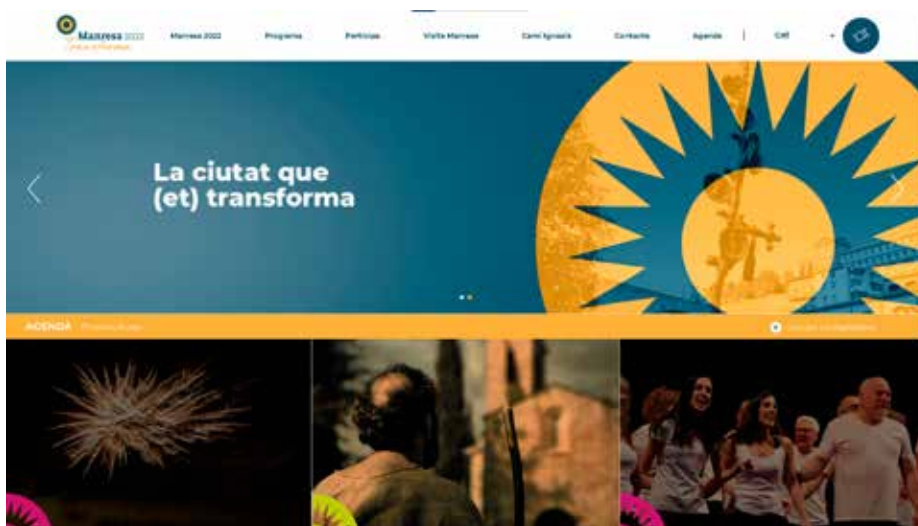 Manresa 2022
Manresa 2022
Programa
Participa
Visita Manresa
Camí Ignasià
Contacte
Agenda
CAT
La ciutat que
(et) transforma
AGENDA